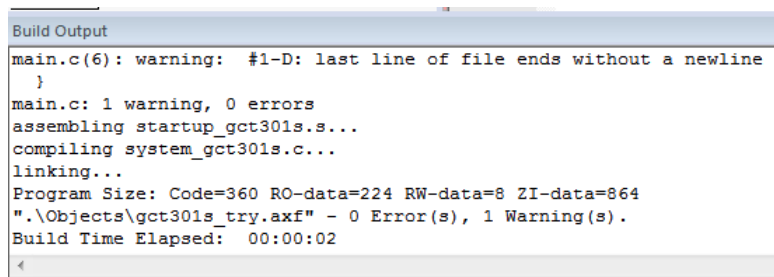 Build Output
main.c(6): warning:  #1-D: last line of file ends without a newline
  }
main.c: 1 warning, 0 errors
assembling startup_gct301s.s...
compiling system_gct301s.c...
linking...
Program Size: Code=360 RO-data=224 RW-data=8 ZI-data=864
".\Objects\gct301s_try.axf" - 0 Error(s), 1 Warning(s).
Build Time Elapsed:  00:00:02